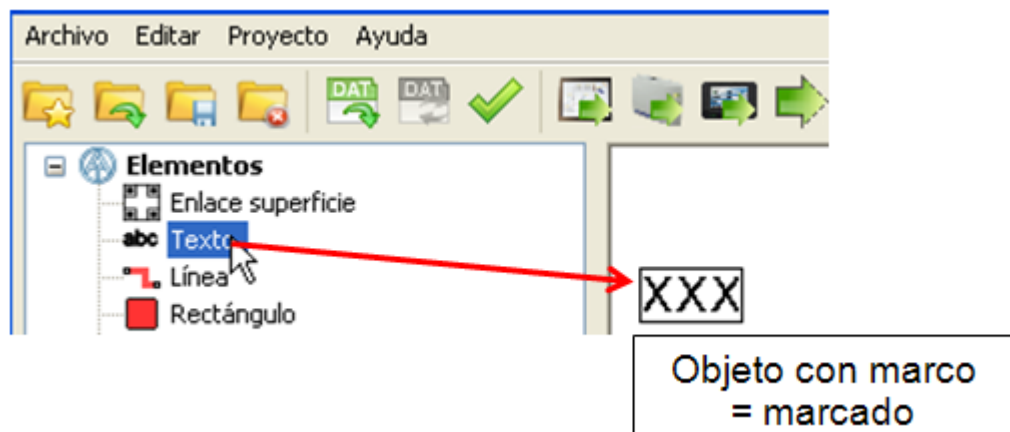 Archivo Editar Proyecto Ayuda
DAT DAT
Elementos
Enlace superficie
abc Texto
Línea
Rectángulo
XXX
Objeto con marco
= marcado